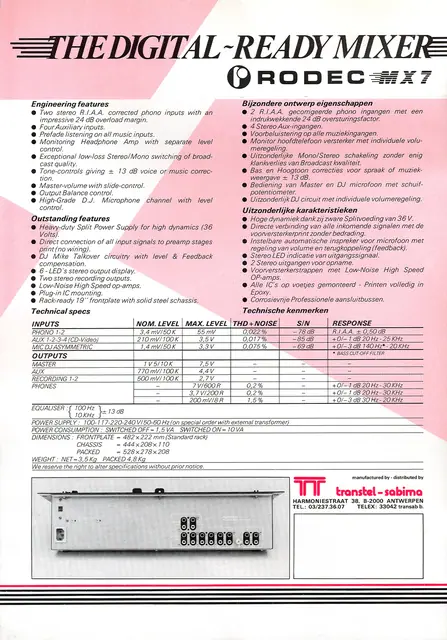 THE DIGITAL~READY MIXER
RODEC MX7
Engineering features
● Two stereo R.I.A.A. corrected phono inputs with an
impressive 24 dB overload margin.
● Four Auxiliary inputs.
● Prelistening on all music inputs.
● Monitoring Headphone Amp with separate level
control.
● Exceptional low-loss Stereo/Mono switching of broad-
cast quality.
● Tone-controls giving ± 13 dB voice or music correc-
tion.
● Master-volume with slide-control.
● Output Balance control.
● High-Grade D.J. Microphone channel with level
control.
Outstanding features
● Heavy-duty Split Power Supply for high dynamics (36
Volts).
● Direct connection of all input signals to preamp stages
print (no wiring).
● DJ Mike Talkover circuitry with level & Feedback
compensation.
● 6 - LED's stereo output display.
● Two stereo recording outputs.
● Low-Noise High Speed op-amps.
● Plug-in IC mounting.
● Rack-ready 19" frontplate with solid steel chassis.
Bijzondere ontwerp eigenschappen
● 2 R.I.A.A. gecorrigeerde phono ingangen met een
indrukwekkende 24 dB oversturingsfactor.
● 4 Stereo Aux-ingangen.
● Voorbeluistering op alle muziekingangen.
● Monitor hoofdtelefoon versterker met individuele volu-
meregeling.
● Uitzonderlijke Mono/Stereo schakeling zonder enig
klankverlies van Broadcast kwaliteit.
● Bas en Hoogtoon correcties voor spraak of muziek-
weergave ± 13 dB.
● Bediening van Master en DJ microfoon met schuif-
potentiometer.
● Uitzonderlijk DJ circuit met individuele volumeregeling.
Uitzonderlijke karakteristieken
● Hoge dynamiek dank zij zware Splitvoeding van 36 V.
● Directe verbinding van alle inkomende signalen met de
voorversterkerprint zonder bedrading.
● Instelbare automatische inspreker voor microfoon met
regeling van volume en terugkoppeling (feedback).
● Stereo LED indicatie van uitgangssignaal.
● 2 Stereo uitgangen voor opname.
● Voorversterkerstrappen met Low-Noise High Speed
OP-amps.
● Alle IC's op voetjes gemonteerd - Printen volledig in
Epoxy.
● Corrosievrije Professionele aansluitbussen.
Technical specs Technische kenmerken
INPUTS NOM. LEVEL MAX. LEVEL THD+NOISE S/N RESPONSE
PHONO 1-2 3,4 mV/50 K 55 mV 0,022 % -76 dB R.I.A.A. ± 0,50 dB
AUX 1-2-3-4 (CD-Video) 210 mV/100 K 3,5 V 0,017 % -85 dB +0/-1 dB 20 Hz - 25 KHz
MIC DJ ASYMMETRIC 1,4 mV/50 K 3,3 V 0,075 % -69 dB +0/-3 dB 140 Hz* - 20 KHz
* BASS CUT-OFF FILTER
OUTPUTS
MASTER 1 V 5/10 K 7,5 V - - -
AUX 770 mV/100 K 4,4 V - - -
RECORDING 1-2 500 mV/100 K 2,7 V - - -
PHONES - 7 V/600 R 0,2 % - +0/-1 dB 20 Hz - 30 KHz
- 3,7 V/200 R 0,2 % - +0/-1 dB 20 Hz - 30 KHz
- 200 mV/8 R 1,5 % - +0/-3 dB 30 Hz - 20 KHz
EQUALISER { 100 Hz
10 KHz } ± 13 dB
POWER SUPPLY : 100-117-220-240 V/50-60 Hz (on special order with external transformer)
POWER CONSUMPTION : SWITCHED OFF = 1,5 VA SWITCHED ON = 10 VA
DIMENSIONS : FRONTPLATE = 482 x 222 mm (Standard rack)
CHASSIS = 444 x 208 x 110
PACKED = 528 x 278 x 208
WEIGHT : NET = 3,5 Kg PACKED 4,8 Kg
We reserve the right to alter specifications without prior notice.
manufactured by - distributed by
transtel-sabima
HARMONIESTRAAT 38, 8-2000 ANTWERPEN
TEL.: 03/237.36.07 TELEX: 33042 transab b.